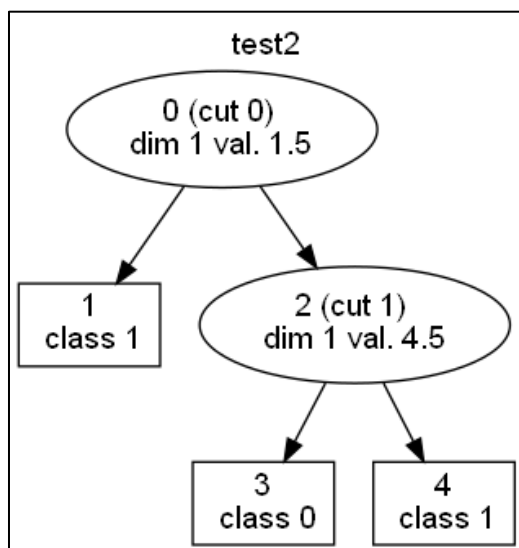 test2
0 (cut 0)
dim 1 val. 1.5
1
class 1
2 (cut 1)
dim 1 val. 4.5
3
class 0
4
class 1